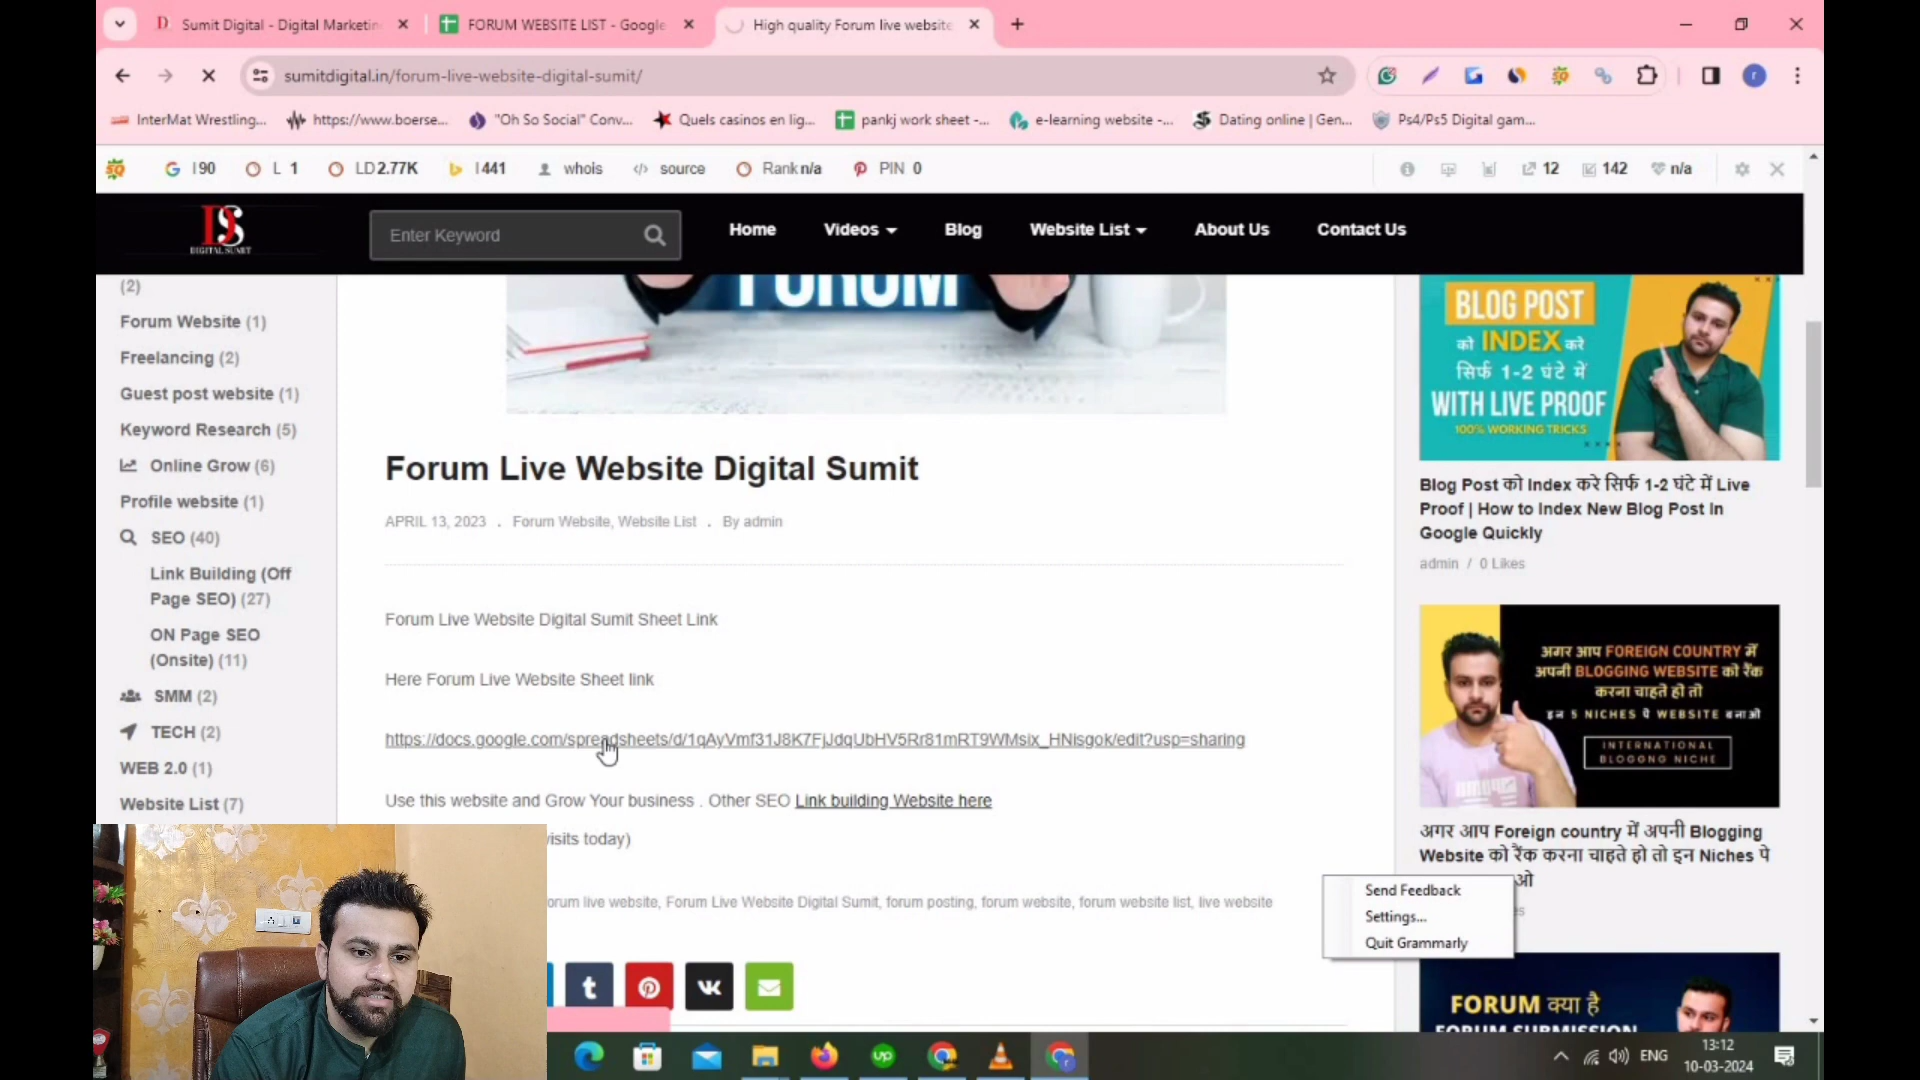 Sumit Digital - Digital Marketin
FORUM WEBSITE LIST - Google
High quality Forum live website
sumitdigital.in/forum-live-website-digital-sumit/
InterMat Wrestling...
https://www.boerse...
"Oh So Social" Conv...
Quels casinos en lig...
pankj work sheet -...
e-learning website -...
Dating online | Gen...
Ps4/Ps5 Digital gam...
I 90
L 1
LD 2.77K
I 441
whois
source
Rank n/a
PIN 0
12
142
n/a
DS
DIGITAL SUMIT
Enter Keyword
Home
Videos
Blog
Website List
About Us
Contact Us
(2)
Forum Website (1)
Freelancing (2)
Guest post website (1)
Keyword Research (5)
Online Grow (6)
Profile website (1)
SEO (40)
Link Building (Off
Page SEO) (27)
ON Page SEO
(Onsite) (11)
SMM (2)
TECH (2)
WEB 2.0 (1)
Website List (7)
FORUM
Forum Live Website Digital Sumit
APRIL 13, 2023 . Forum Website, Website List . By admin
Forum Live Website Digital Sumit Sheet Link
Here Forum Live Website Sheet link
https://docs.google.com/spreadsheets/d/1qAyVmf31J8K7FjJdqUbHV5Rr81mRT9WMsix_HNisgok/edit?usp=sharing
Use this website and Grow Your business . Other SEO Link building Website here
visits today)
orum live website, Forum Live Website Digital Sumit, forum posting, forum website, forum website list, live website
BLOG POST
को INDEX करे
सिर्फ 1-2 घंटे में
WITH LIVE PROOF
100% WORKING TRICKS
Blog Post को Index करे सिर्फ 1-2 घंटे में Live
Proof | How to Index New Blog Post In
Google Quickly
admin / 0 Likes
अगर आप FOREIGN COUNTRY में
अपनी BLOGGING WEBSITE को रैंक
करना चाहते हो तो
इन 5 NICHES पे WEBSITE बनाओ
INTERNATIONAL
BLOGGNG NICHE
अगर आप Foreign country में अपनी Blogging
Website को रैंक करना चाहते हो तो इन Niches पे
ओ
es
Send Feedback
Settings...
Quit Grammarly
FORUM क्या है
FORUM SUBMISSION
ENG
13:12
10-03-2024